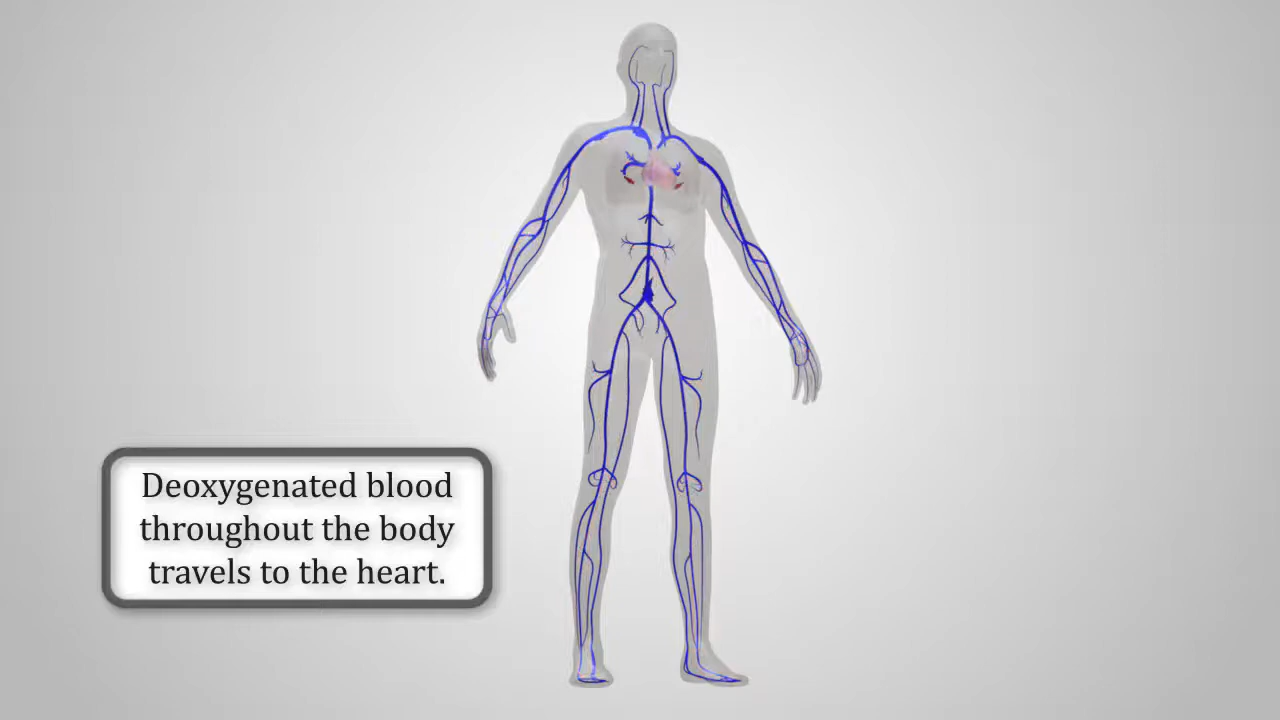 Deoxygenated blood
throughout the body
travels to the heart.